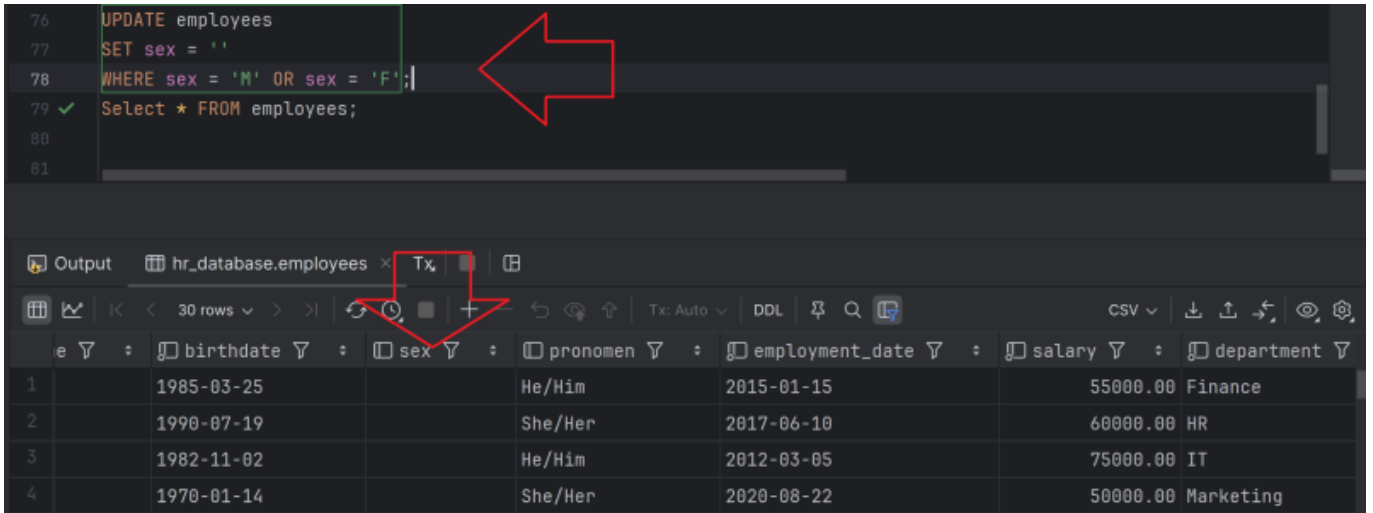 76 UPDATE employees
77 SET sex = ''
78 WHERE sex = 'M' OR sex = 'F';
79 Select * FROM employees;
80
81
Output hr_database.employees × Tx
30 rows Tx: Auto DDL CSV
e birthdate sex pronomen employment_date salary department
1 1985-03-25 He/Him 2015-01-15 55000.00 Finance
2 1990-07-19 She/Her 2017-06-10 60000.00 HR
3 1982-11-02 He/Him 2012-03-05 75000.00 IT
4 1970-01-14 She/Her 2020-08-22 50000.00 Marketing